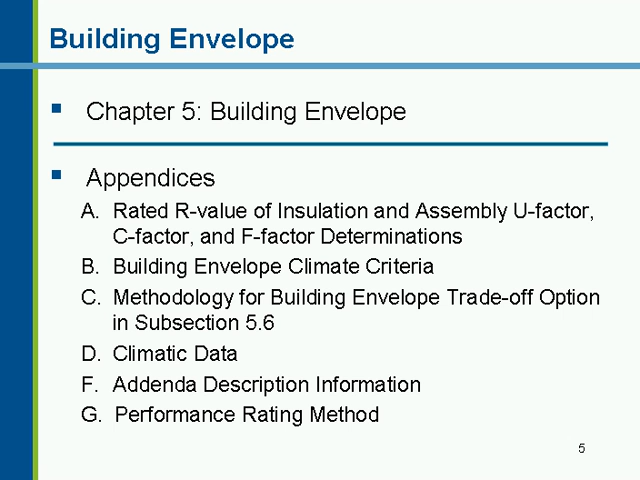 Building Envelope
▪ Chapter 5: Building Envelope
▪ Appendices
A. Rated R-value of Insulation and Assembly U-factor,
C-factor, and F-factor Determinations
B. Building Envelope Climate Criteria
C. Methodology for Building Envelope Trade-off Option
in Subsection 5.6
D. Climatic Data
F. Addenda Description Information
G. Performance Rating Method
5